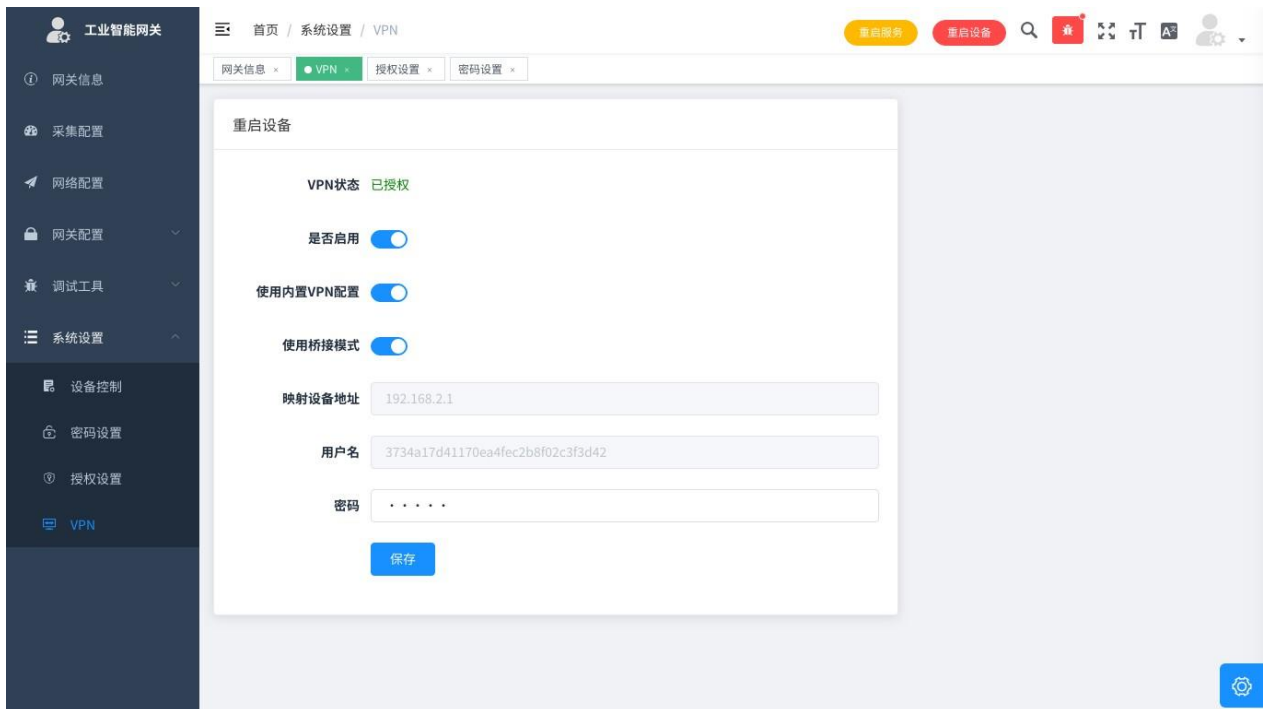 工业智能网关
首页 / 系统设置 / VPN
重启服务
重启设备
网关信息 ×
VPN ×
授权设置 ×
密码设置 ×
网关信息
采集配置
网络配置
网关配置
调试工具
系统设置
设备控制
密码设置
授权设置
VPN
重启设备
VPN状态 已授权
是否启用
使用内置VPN配置
使用桥接模式
映射设备地址 192.168.2.1
用户名 3734a17d41170ea4fec2b8f02c3f3d42
密码 ·····
保存